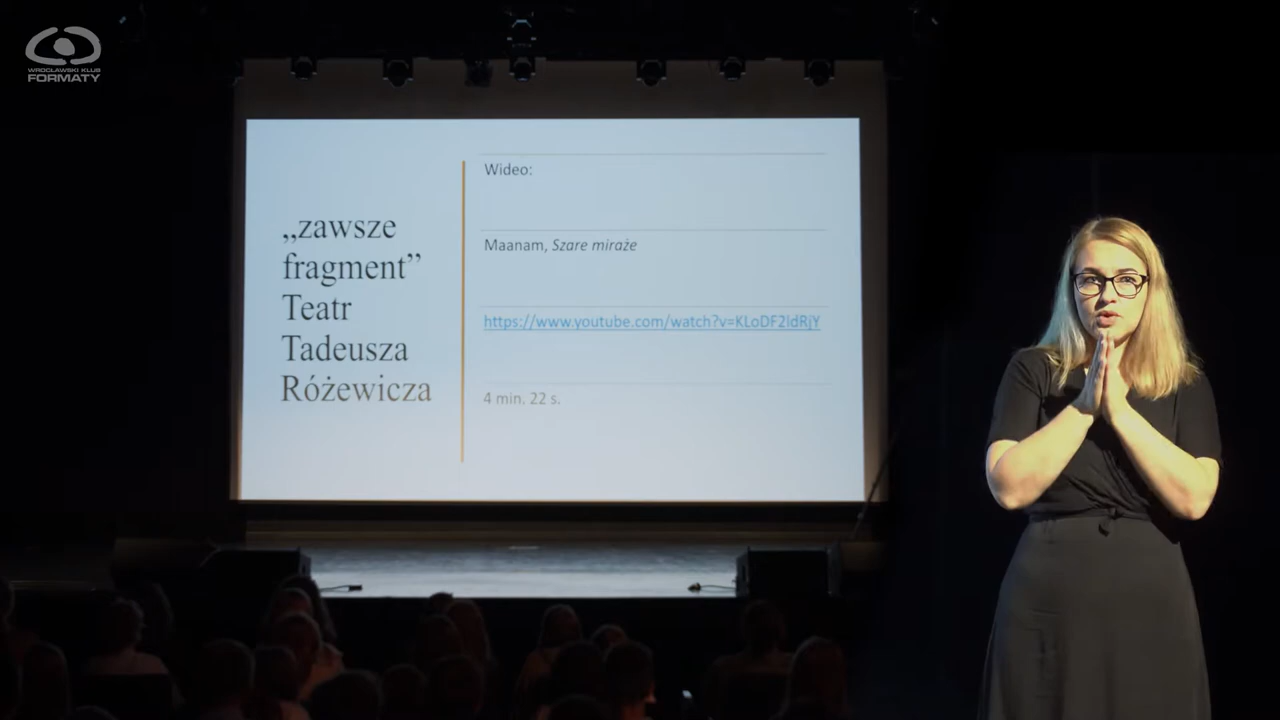 WROCŁAWSKI KLUB
FORMATY
„zawsze
fragment”
Teatr
Tadeusza
Różewicza
Wideo:
Maanam, Szare miraże
https://www.youtube.com/watch?v=KLoDF2ldRjY
4 min. 22 s.